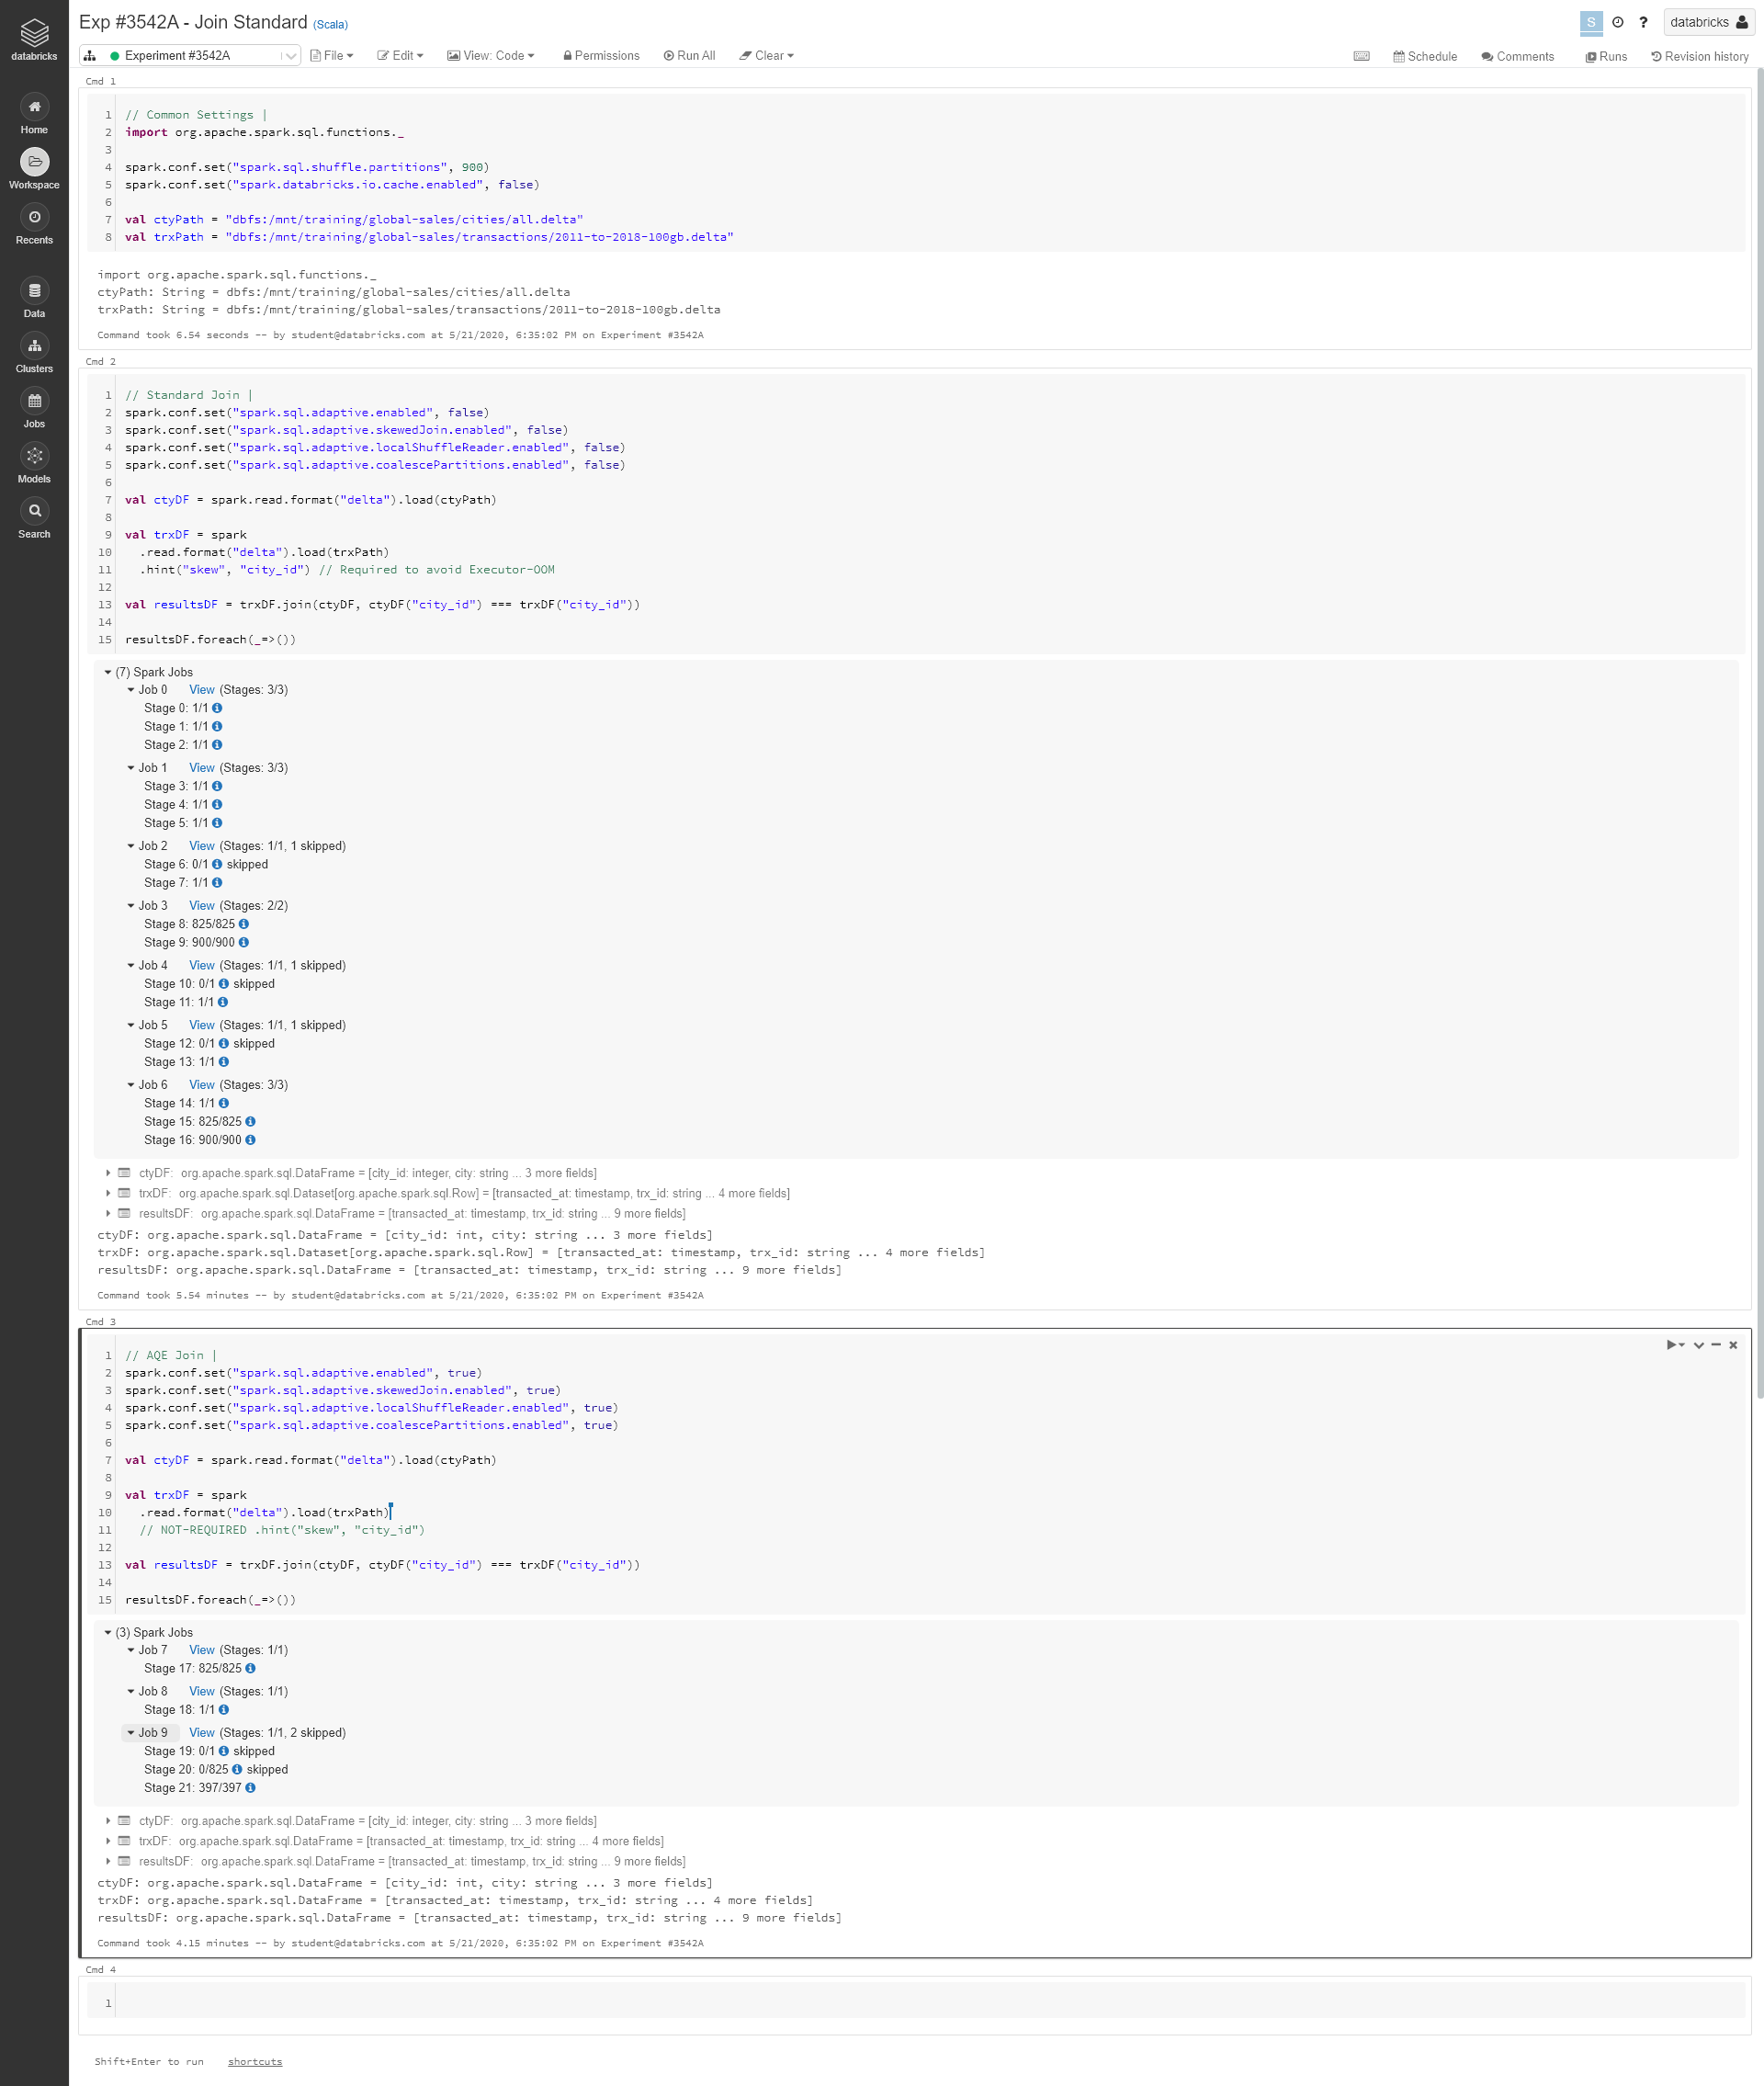 Exp #3542A - Join Standard (Scala)
S
?
databricks
databricks
Experiment #3542A
File
Edit
View: Code
Permissions
Run All
Clear
Schedule
Comments
Runs
Revision history
Home
Workspace
Recents
Data
Clusters
Jobs
Models
Search
Cmd 1
1 // Common Settings |
2 import org.apache.spark.sql.functions._
3
4 spark.conf.set("spark.sql.shuffle.partitions", 900)
5 spark.conf.set("spark.databricks.io.cache.enabled", false)
6
7 val ctyPath = "dbfs:/mnt/training/global-sales/cities/all.delta"
8 val trxPath = "dbfs:/mnt/training/global-sales/transactions/2011-to-2018-100gb.delta"
import org.apache.spark.sql.functions._
ctyPath: String = dbfs:/mnt/training/global-sales/cities/all.delta
trxPath: String = dbfs:/mnt/training/global-sales/transactions/2011-to-2018-100gb.delta
Command took 6.54 seconds -- by student@databricks.com at 5/21/2020, 6:35:02 PM on Experiment #3542A
Cmd 2
1 // Standard Join |
2 spark.conf.set("spark.sql.adaptive.enabled", false)
3 spark.conf.set("spark.sql.adaptive.skewedJoin.enabled", false)
4 spark.conf.set("spark.sql.adaptive.localShuffleReader.enabled", false)
5 spark.conf.set("spark.sql.adaptive.coalescePartitions.enabled", false)
6
7 val ctyDF = spark.read.format("delta").load(ctyPath)
8
9 val trxDF = spark
10 .read.format("delta").load(trxPath)
11 .hint("skew", "city_id") // Required to avoid Executor-OOM
12
13 val resultsDF = trxDF.join(ctyDF, ctyDF("city_id") === trxDF("city_id"))
14
15 resultsDF.foreach(_=>())
(7) Spark Jobs
Job 0 View (Stages: 3/3)
Stage 0: 1/1
Stage 1: 1/1
Stage 2: 1/1
Job 1 View (Stages: 3/3)
Stage 3: 1/1
Stage 4: 1/1
Stage 5: 1/1
Job 2 View (Stages: 1/1, 1 skipped)
Stage 6: 0/1 skipped
Stage 7: 1/1
Job 3 View (Stages: 2/2)
Stage 8: 825/825
Stage 9: 900/900
Job 4 View (Stages: 1/1, 1 skipped)
Stage 10: 0/1 skipped
Stage 11: 1/1
Job 5 View (Stages: 1/1, 1 skipped)
Stage 12: 0/1 skipped
Stage 13: 1/1
Job 6 View (Stages: 3/3)
Stage 14: 1/1
Stage 15: 825/825
Stage 16: 900/900
ctyDF: org.apache.spark.sql.DataFrame = [city_id: integer, city: string ... 3 more fields]
trxDF: org.apache.spark.sql.Dataset[org.apache.spark.sql.Row] = [transacted_at: timestamp, trx_id: string ... 4 more fields]
resultsDF: org.apache.spark.sql.DataFrame = [transacted_at: timestamp, trx_id: string ... 9 more fields]
ctyDF: org.apache.spark.sql.DataFrame = [city_id: int, city: string ... 3 more fields]
trxDF: org.apache.spark.sql.Dataset[org.apache.spark.sql.Row] = [transacted_at: timestamp, trx_id: string ... 4 more fields]
resultsDF: org.apache.spark.sql.DataFrame = [transacted_at: timestamp, trx_id: string ... 9 more fields]
Command took 5.54 minutes -- by student@databricks.com at 5/21/2020, 6:35:02 PM on Experiment #3542A
Cmd 3
1 // AQE Join |
2 spark.conf.set("spark.sql.adaptive.enabled", true)
3 spark.conf.set("spark.sql.adaptive.skewedJoin.enabled", true)
4 spark.conf.set("spark.sql.adaptive.localShuffleReader.enabled", true)
5 spark.conf.set("spark.sql.adaptive.coalescePartitions.enabled", true)
6
7 val ctyDF = spark.read.format("delta").load(ctyPath)
8
9 val trxDF = spark
10 .read.format("delta").load(trxPath)
11 // NOT-REQUIRED .hint("skew", "city_id")
12
13 val resultsDF = trxDF.join(ctyDF, ctyDF("city_id") === trxDF("city_id"))
14
15 resultsDF.foreach(_=>())
(3) Spark Jobs
Job 7 View (Stages: 1/1)
Stage 17: 825/825
Job 8 View (Stages: 1/1)
Stage 18: 1/1
Job 9 View (Stages: 1/1, 2 skipped)
Stage 19: 0/1 skipped
Stage 20: 0/825 skipped
Stage 21: 397/397
ctyDF: org.apache.spark.sql.DataFrame = [city_id: integer, city: string ... 3 more fields]
trxDF: org.apache.spark.sql.DataFrame = [transacted_at: timestamp, trx_id: string ... 4 more fields]
resultsDF: org.apache.spark.sql.DataFrame = [transacted_at: timestamp, trx_id: string ... 9 more fields]
ctyDF: org.apache.spark.sql.DataFrame = [city_id: int, city: string ... 3 more fields]
trxDF: org.apache.spark.sql.DataFrame = [transacted_at: timestamp, trx_id: string ... 4 more fields]
resultsDF: org.apache.spark.sql.DataFrame = [transacted_at: timestamp, trx_id: string ... 9 more fields]
Command took 4.15 minutes -- by student@databricks.com at 5/21/2020, 6:35:02 PM on Experiment #3542A
Cmd 4
1
Shift+Enter to run shortcuts